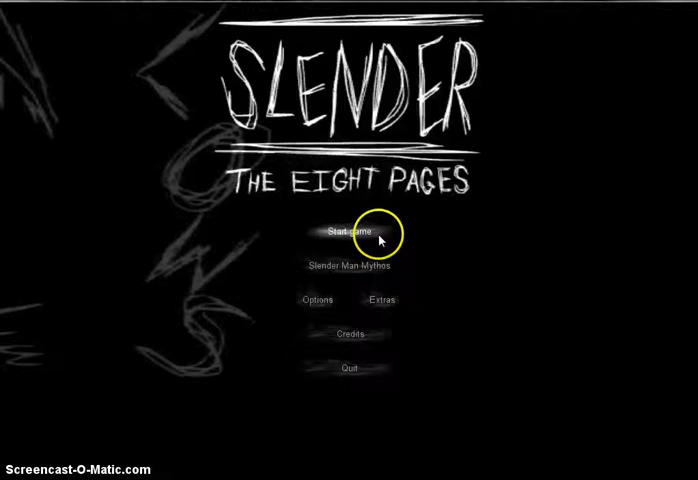 SLENDER
THE EIGHT PAGES
Start game
Slender Man Mythos
Options Extras
Credits
Quit
Screencast-O-Matic.com